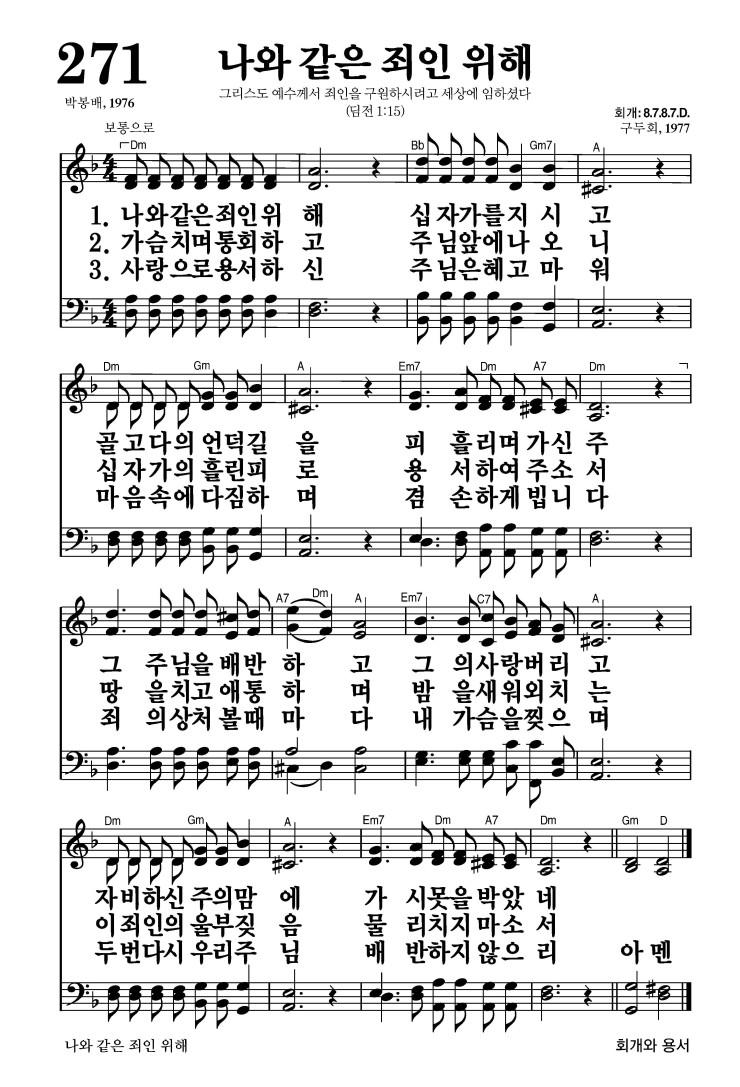 271
나와 같은 죄인 위해
그리스도 예수께서 죄인을 구원하시려고 세상에 임하셨다
(딤전 1:15)
박봉배, 1976
회개: 8.7.8.7.D.
구두회, 1977
보통으로
Dm Bb Gm7 A
1. 나와같은죄인위 해 십 자가를지 시 고
2. 가슴치며통회하 고 주 님앞에나 오 니
3. 사랑으로용서하 신 주 님은혜고 마 워
Dm Gm A Em7 Dm A7 Dm
골고다의 언덕길 을 피 흘리며 가신 주
십자가의 흘린피 로 용 서하여 주소 서
마음속에 다짐하 며 겸 손하게 빕니 다
A7 Dm A Em7 C7 A
그 주님을 배반 하 고 그 의사랑버리 고
땅 을치고 애통 하 며 밤 을새워외치 는
죄 의상처 볼때 마 다 내 가슴을찢으 며
Dm Gm A Em7 Dm A7 Dm Gm D
자비하신 주의맘 에 가 시못을 박았 네
이죄인의 울부짖 음 물 리치지 마소 서
두번다시 우리주 님 배 반하지 않으 리 아 멘
나와 같은 죄인 위해
회개와 용서